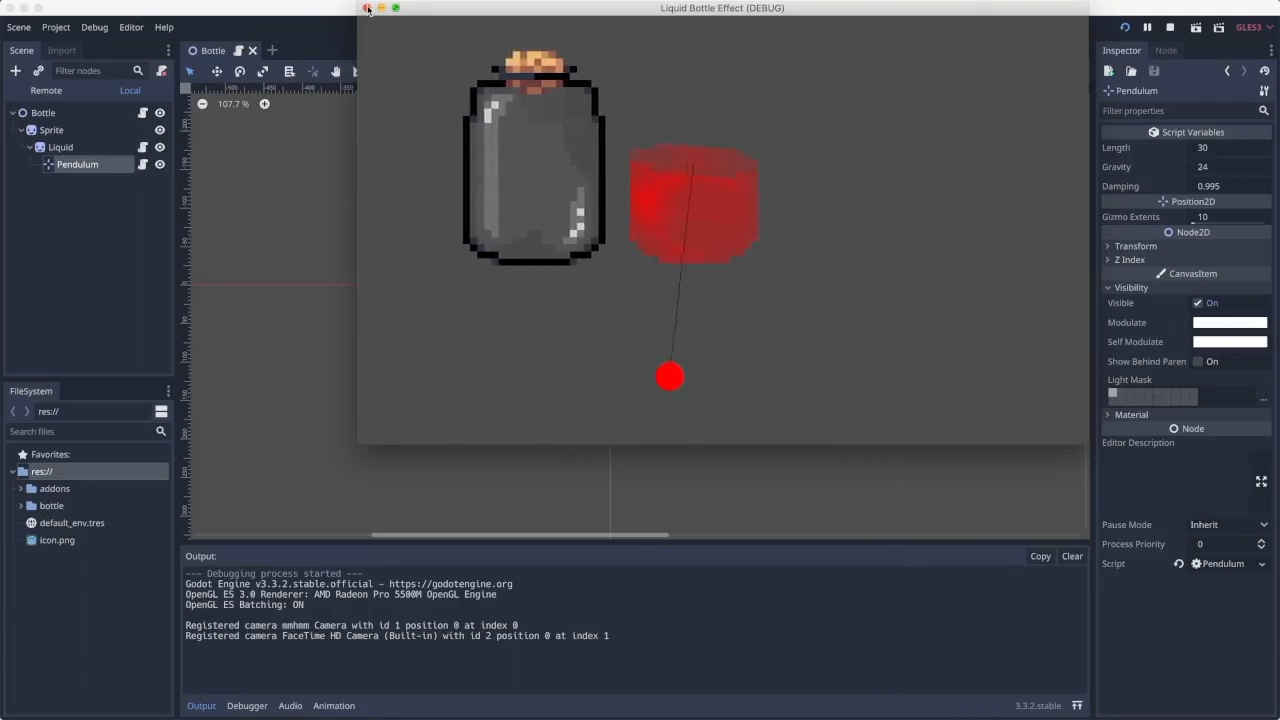 Liquid Bottle Effect (DEBUG)
Scene Project Debug Editor Help
GLES3
Scene Import
Bottle
Inspector Node
Filter nodes
Remote Local
Bottle
Sprite
Liquid
Pendulum
-500 -450 -400 -350
107.7 %
Pendulum
Filter properties
Script Variables
Length 30
Gravity 24
Damping 0.995
Position2D
Gizmo Extents 10
Node2D
Transform
Z Index
CanvasItem
Visibility
Visible On
Modulate
Self Modulate
Show Behind Paren On
Light Mask
...
Material
Node
Editor Description
Pause Mode Inherit
Process Priority 0
Script Pendulum
FileSystem
res://
Search files
Favorites:
res://
addons
bottle
default_env.tres
icon.png
Output: Copy Clear
--- Debugging process started ---
Godot Engine v3.3.2.stable.official - https://godotengine.org
OpenGL ES 3.0 Renderer: AMD Radeon Pro 5500M OpenGL Engine
OpenGL ES Batching: ON
Registered camera mmhmm Camera with id 1 position 0 at index 0
Registered camera FaceTime HD Camera (Built-in) with id 2 position 0 at index 1
Output Debugger Audio Animation
3.3.2.stable